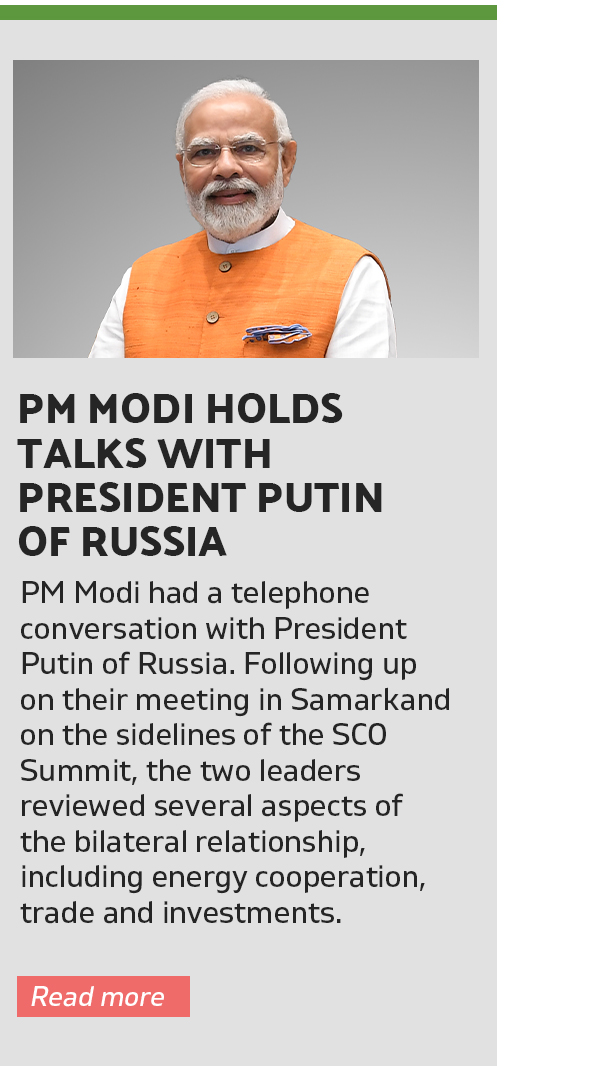 PM MODI HOLDS
TALKS WITH
PRESIDENT PUTIN
OF RUSSIA
PM Modi had a telephone
conversation with President
Putin of Russia. Following up
on their meeting in Samarkand
on the sidelines of the SCO
Summit, the two leaders
reviewed several aspects of
the bilateral relationship,
including energy cooperation,
trade and investments.
Read more